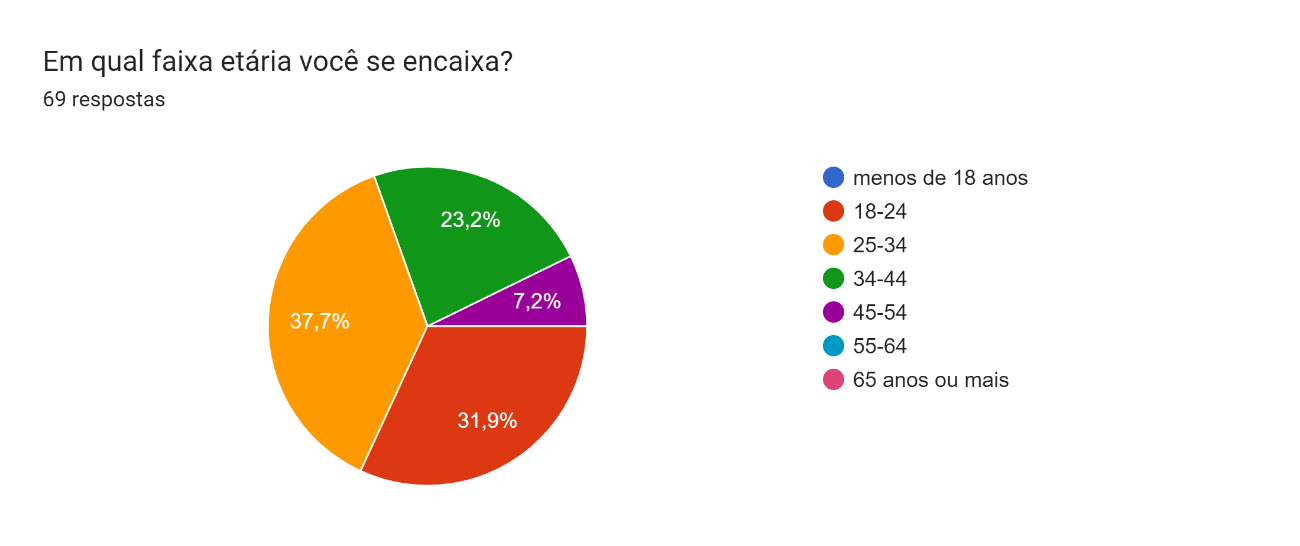 Em qual faixa etária você se encaixa?
69 respostas
23,2%
7,2%
37,7%
31,9%
menos de 18 anos
18-24
25-34
34-44
45-54
55-64
65 anos ou mais